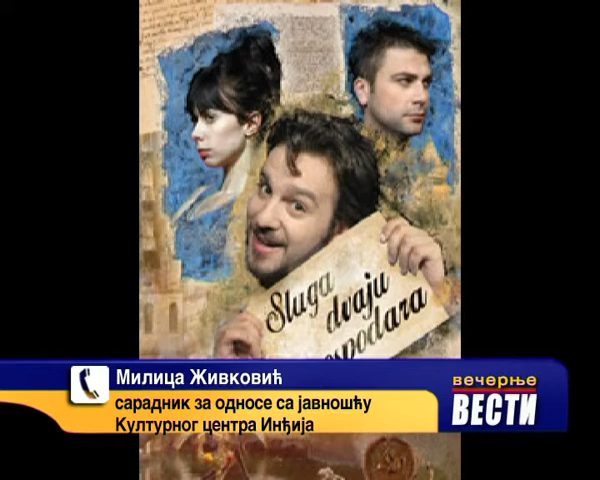 Sluga
dvaju
Милица Живковић
сарадник за односе са јавношћу
Културног центра Инђија
вечерње
ВЕСТИ